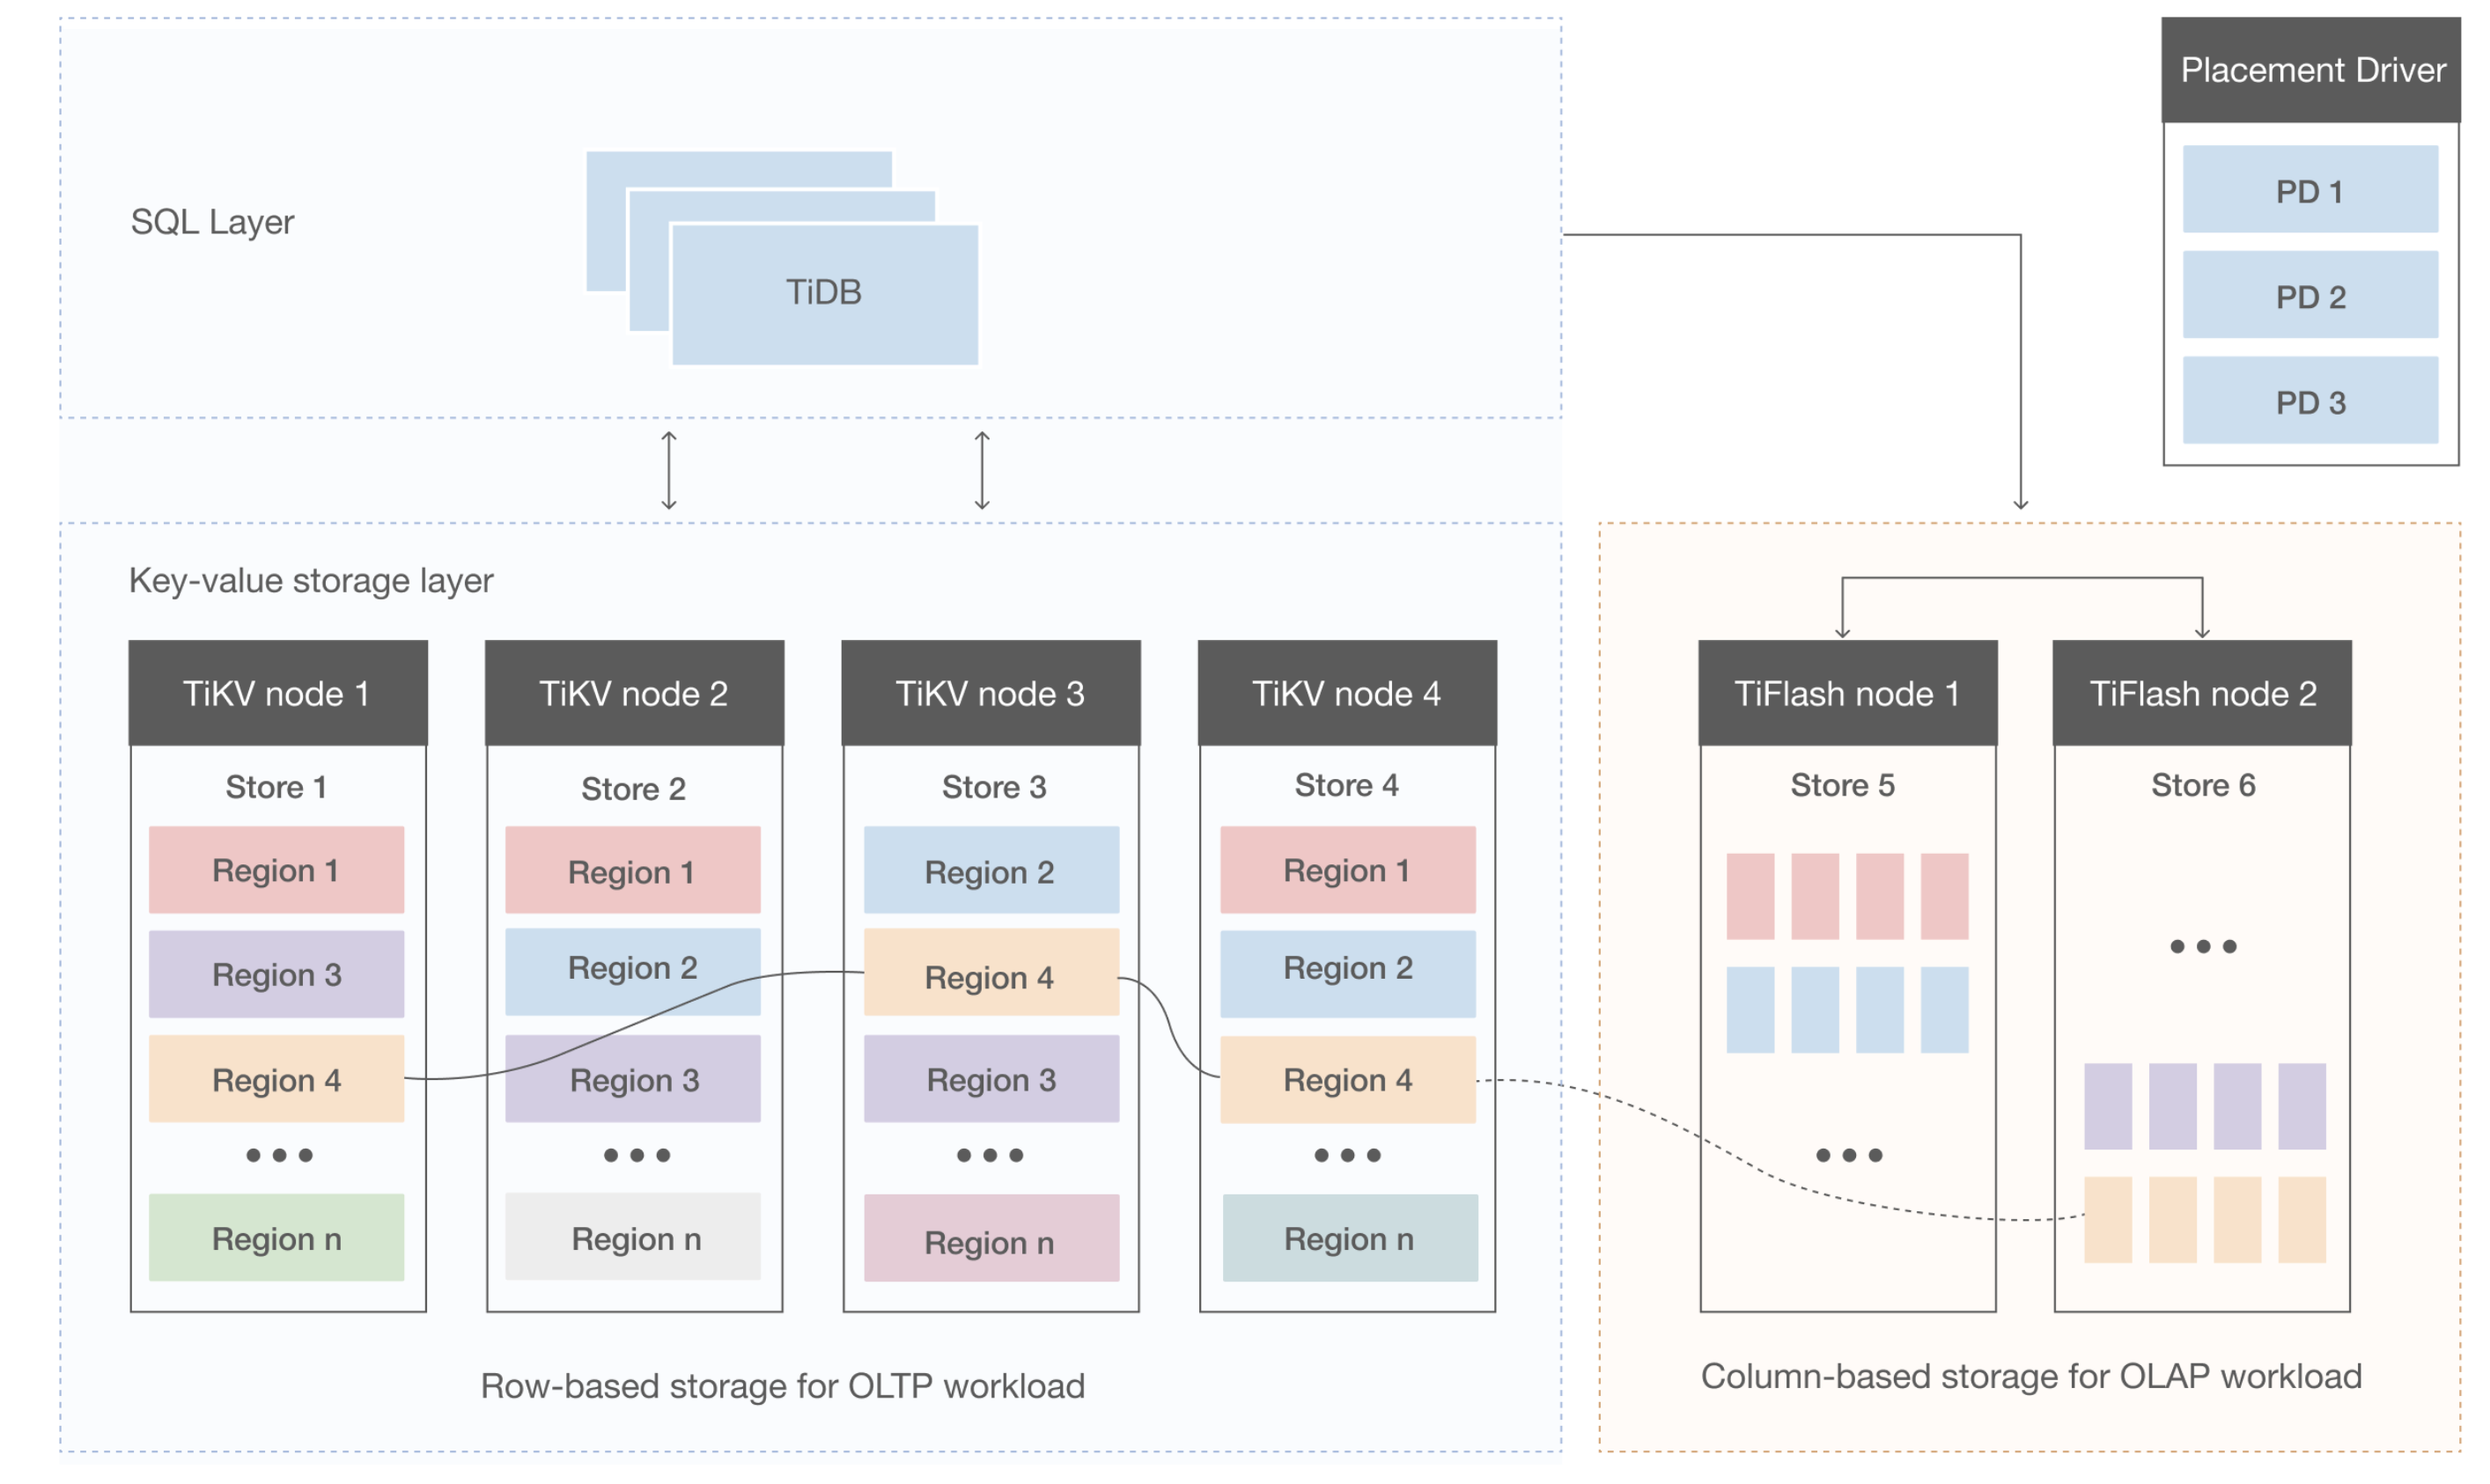 Placement Driver
PD 1
PD 2
PD 3
SQL Layer
TiDB
Key-value storage layer
TiKV node 1
Store 1
Region 1
Region 3
Region 4
Region n
TiKV node 2
Store 2
Region 1
Region 2
Region 3
Region n
TiKV node 3
Store 3
Region 2
Region 4
Region 3
Region n
TiKV node 4
Store 4
Region 1
Region 2
Region 4
Region n
Row-based storage for OLTP workload
TiFlash node 1
Store 5
TiFlash node 2
Store 6
Column-based storage for OLAP workload